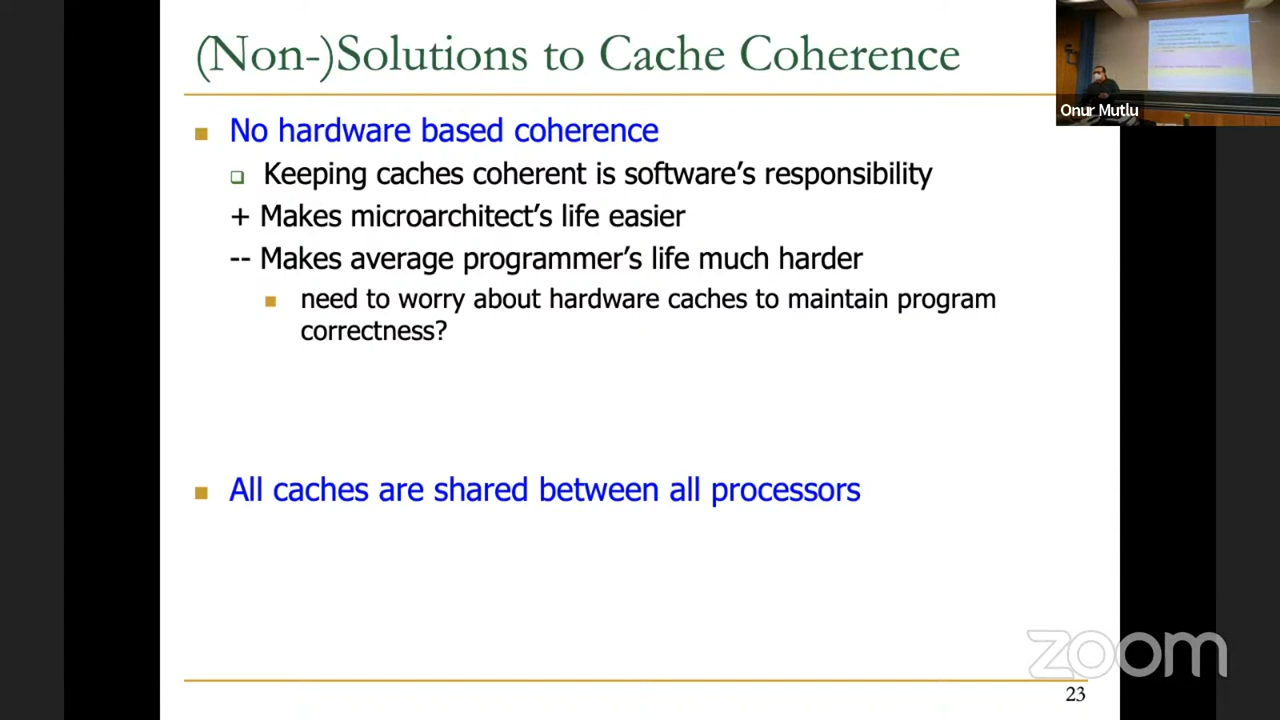 (Non-)Solutions to Cache Coherence
Onur Mutlu
No hardware based coherence
Keeping caches coherent is software's responsibility
+ Makes microarchitect's life easier
-- Makes average programmer's life much harder
need to worry about hardware caches to maintain program
correctness?
All caches are shared between all processors
zoom
23